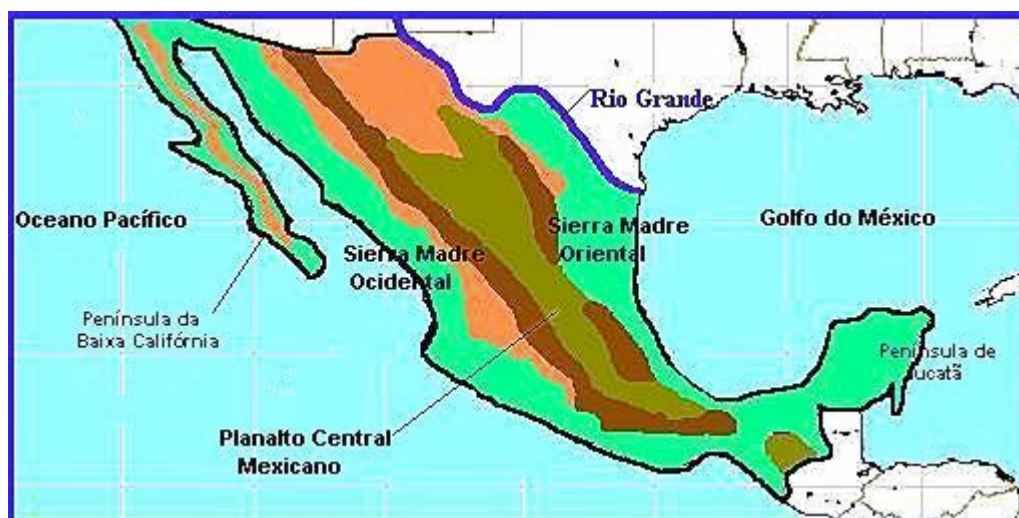 Rio Grande
Oceano Pacífico
Sierra Madre
Ocidental
Sierra Madre
Oriental
Golfo do México
Península da
Baixa Califórnia
Península de
ucatã
Planalto Central
Mexicano